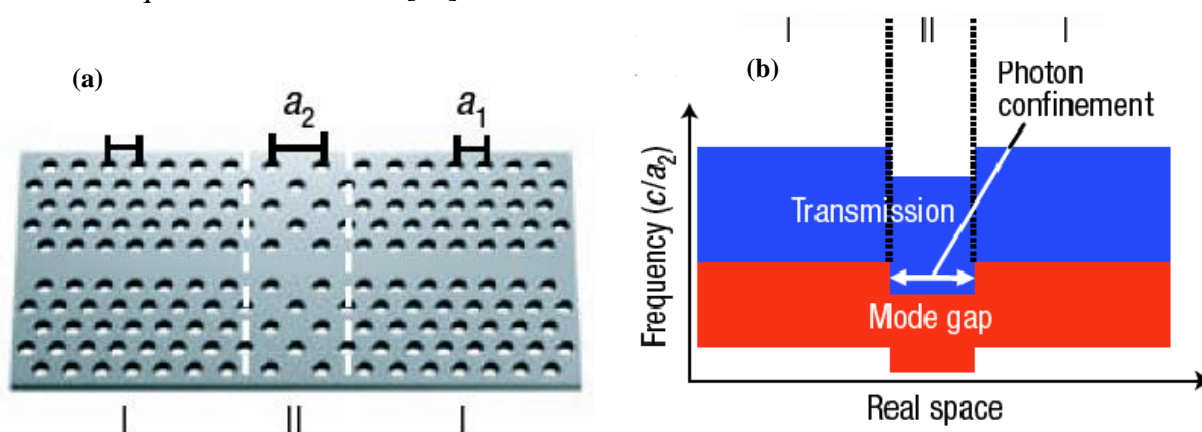 (a)
a₂
a₁
I
II
I
I
II
I
(b)
Photon
confinement
Transmission
Mode gap
Frequency (c/a₂)
Real space